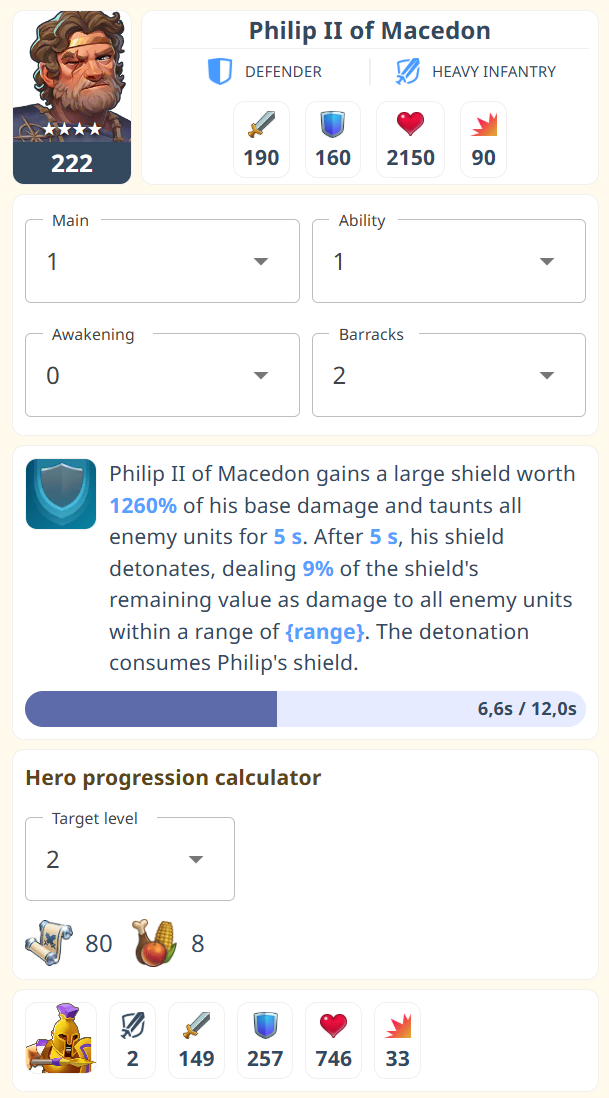 Philip II of Macedon
DEFENDER
HEAVY INFANTRY
222
190
160
2150
90
Main
1
Ability
1
Awakening
0
Barracks
2
Philip II of Macedon gains a large shield worth
1260% of his base damage and taunts all
enemy units for 5 s. After 5 s, his shield
detonates, dealing 9% of the shield's
remaining value as damage to all enemy units
within a range of {range}. The detonation
consumes Philip's shield.
6,6s / 12,0s
Hero progression calculator
Target level
2
80
8
2
149
257
746
33